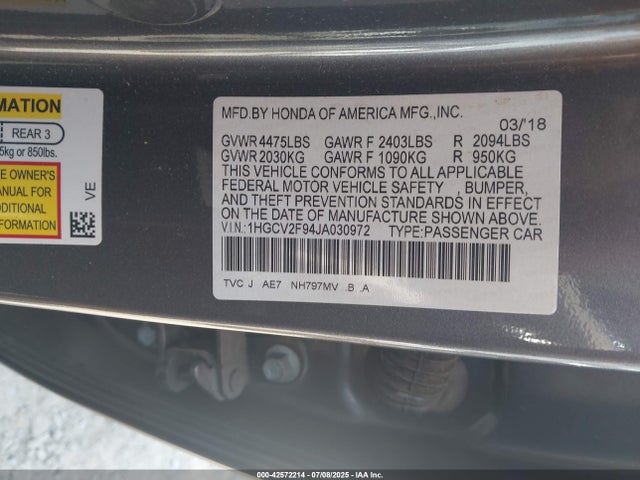 MATION
REAR 3
5kg or 850lbs.
E OWNER'S
ANUAL FOR
ADDITIONAL
VE
MFD.BY HONDA OF AMERICA MFG.,INC.
03/'18
GVWR 4475LBS GAWR F 2403LBS R 2094LBS
GVWR 2030KG GAWR F 1090KG R 950KG
THIS VEHICLE CONFORMS TO ALL APPLICABLE
FEDERAL MOTOR VEHICLE SAFETY , BUMPER,
AND THEFT PREVENTION STANDARDS IN EFFECT
ON THE DATE OF MANUFACTURE SHOWN ABOVE.
VIN.:1HGCV2F94JA030972 TYPE:PASSENGER CAR
TVC J AE7 NH797MV .B .A
000-42572214 - 07/08/2025 - IAAI, Inc.